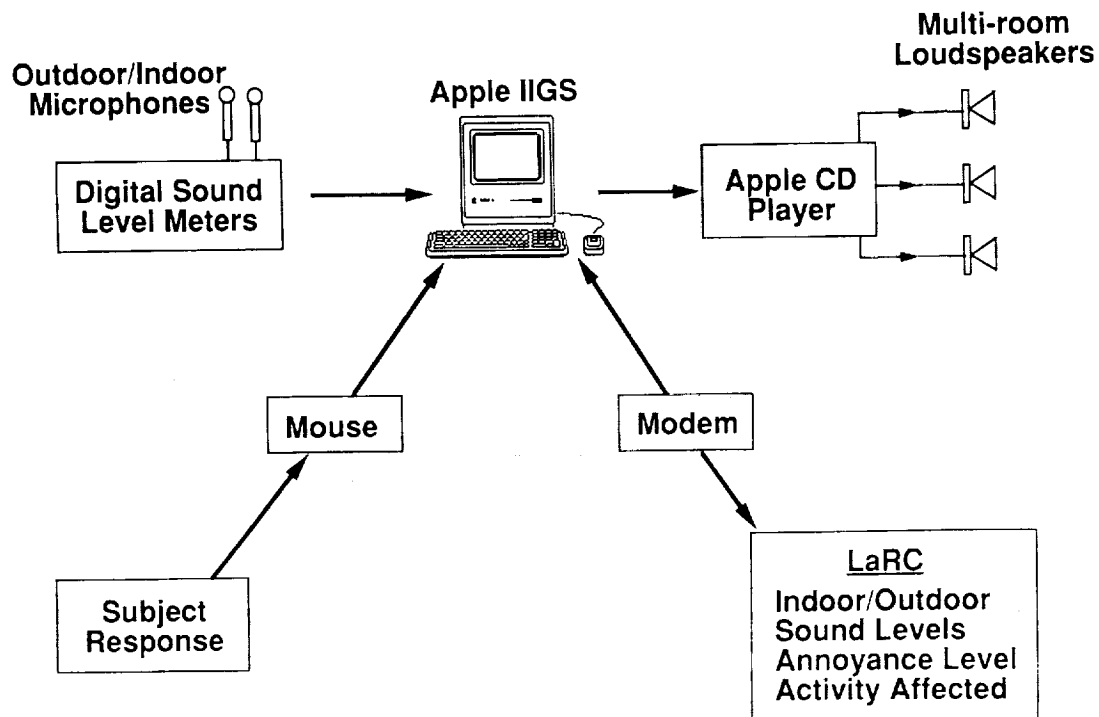 Multi-room
Loudspeakers
Outdoor/Indoor
Microphones
Apple IIGS
Digital Sound
Level Meters
Apple CD
Player
Mouse
Modem
Subject
Response
LaRC
Indoor/Outdoor
Sound Levels
Annoyance Level
Activity Affected